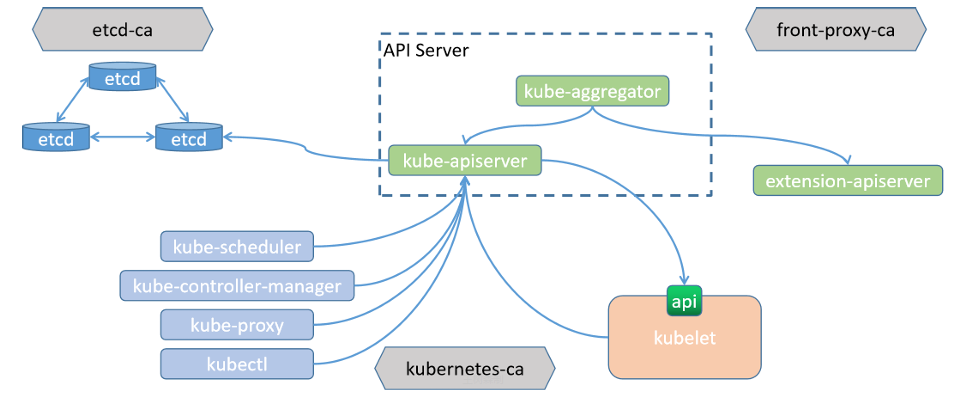 etcd-ca
front-proxy-ca
API Server
etcd
kube-aggregator
etcd
etcd
kube-apiserver
extension-apiserver
kube-scheduler
kube-controller-manager
api
kube-proxy
kubelet
kubectl
kubernetes-ca